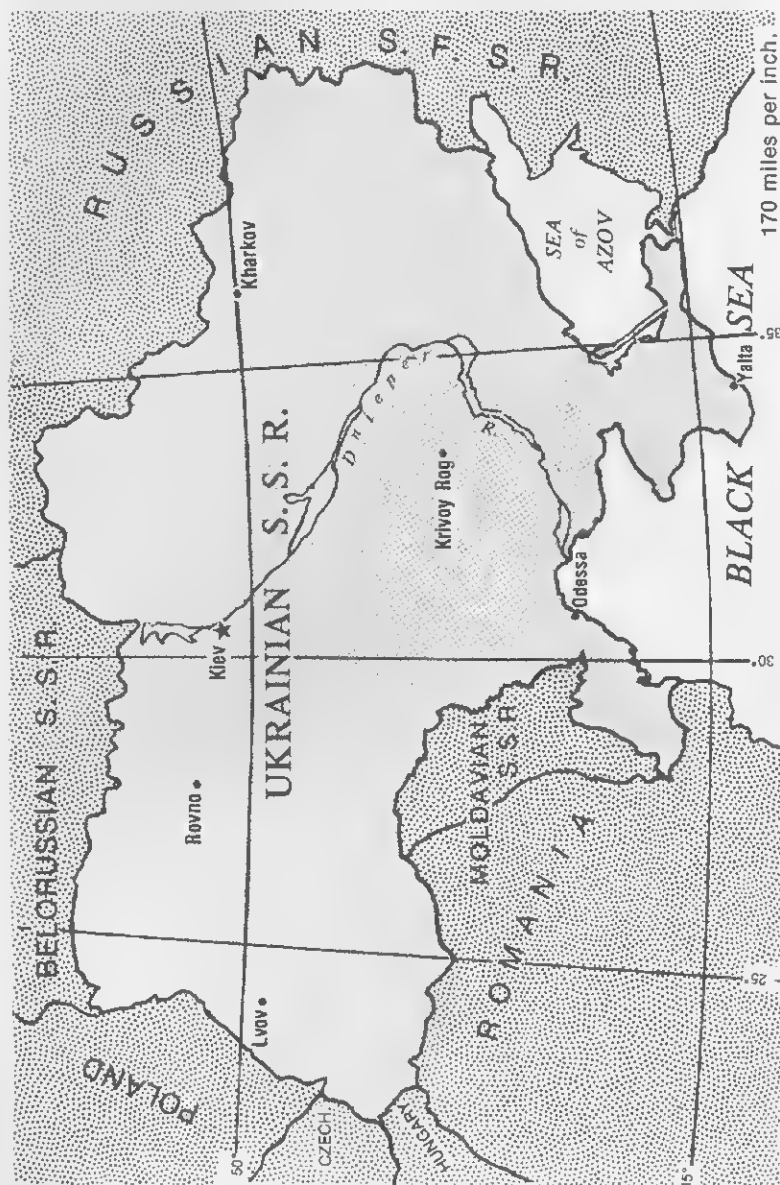 RUSSIAN S.F.S.R.
BELORUSSIAN S.S.R.
POLAND
Kharkov
Kiev
Rovno
50°
Lvov
UKRAINIAN S.S.R.
Dnieper R.
CZECH
HUNGARY
Krivoy Rog
MOLDAVIAN
S S R
ROMANIA
SEA
of
AZOV
Odessa
Yalta
BLACK SEA
25°
30°
35°
170 miles per inch.